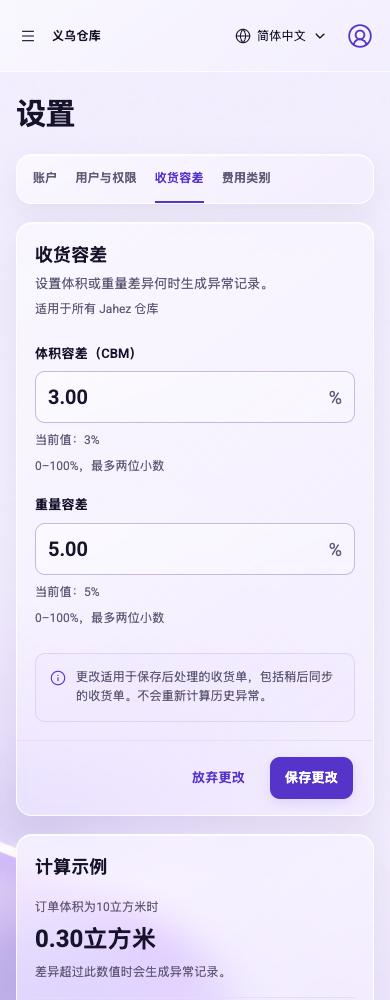 义乌仓库
简体中文
设置
账户 用户与权限 收货容差 费用类别
收货容差
设置体积或重量差异何时生成异常记录。
适用于所有 Jahez 仓库
体积容差（CBM）
3.00 %
当前值：3%
0–100%，最多两位小数
重量容差
5.00 %
当前值：5%
0–100%，最多两位小数
更改适用于保存后处理的收货单，包括稍后同步
的收货单。不会重新计算历史异常。
放弃更改 保存更改
计算示例
订单体积为10立方米时
0.30立方米
差异超过此数值时会生成异常记录。